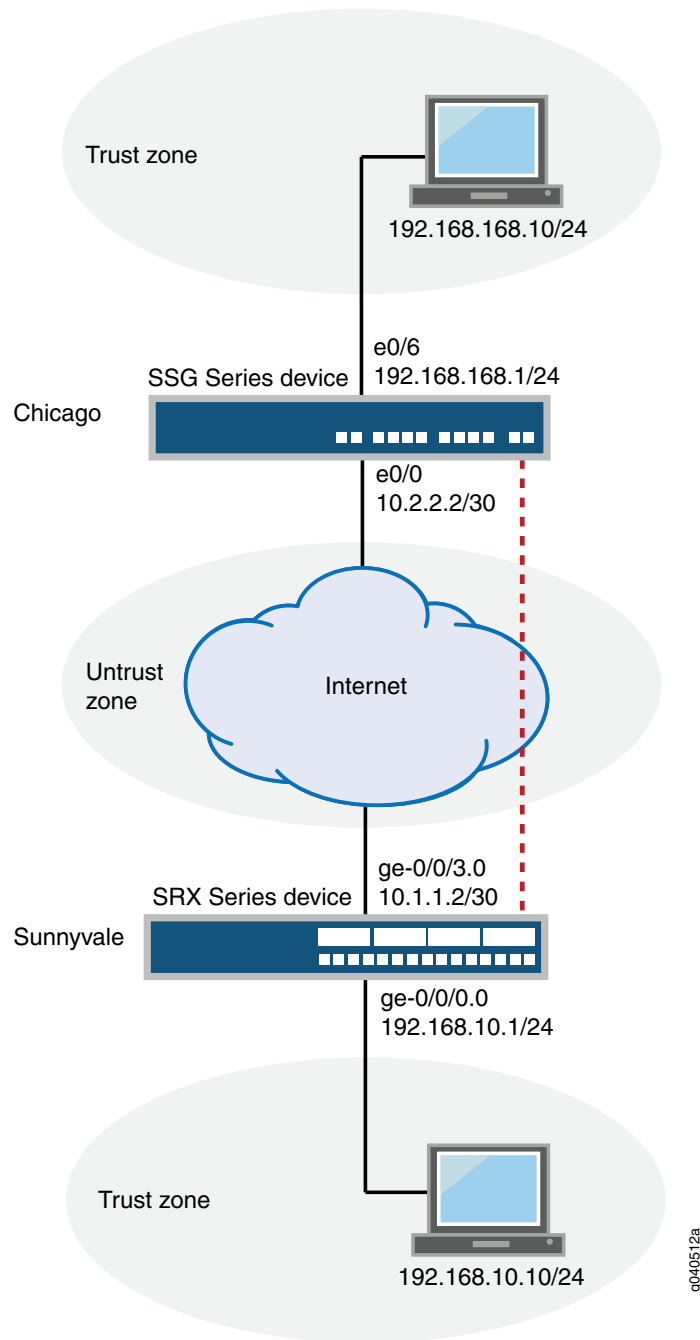 Trust zone
192.168.168.10/24
e0/6
SSG Series device
192.168.168.1/24
Chicago
e0/0
10.2.2.2/30
Untrust
zone
Internet
ge-0/0/3.0
SRX Series device
10.1.1.2/30
Sunnyvale
ge-0/0/0.0
192.168.10.1/24
Trust zone
192.168.10.10/24
g040512a